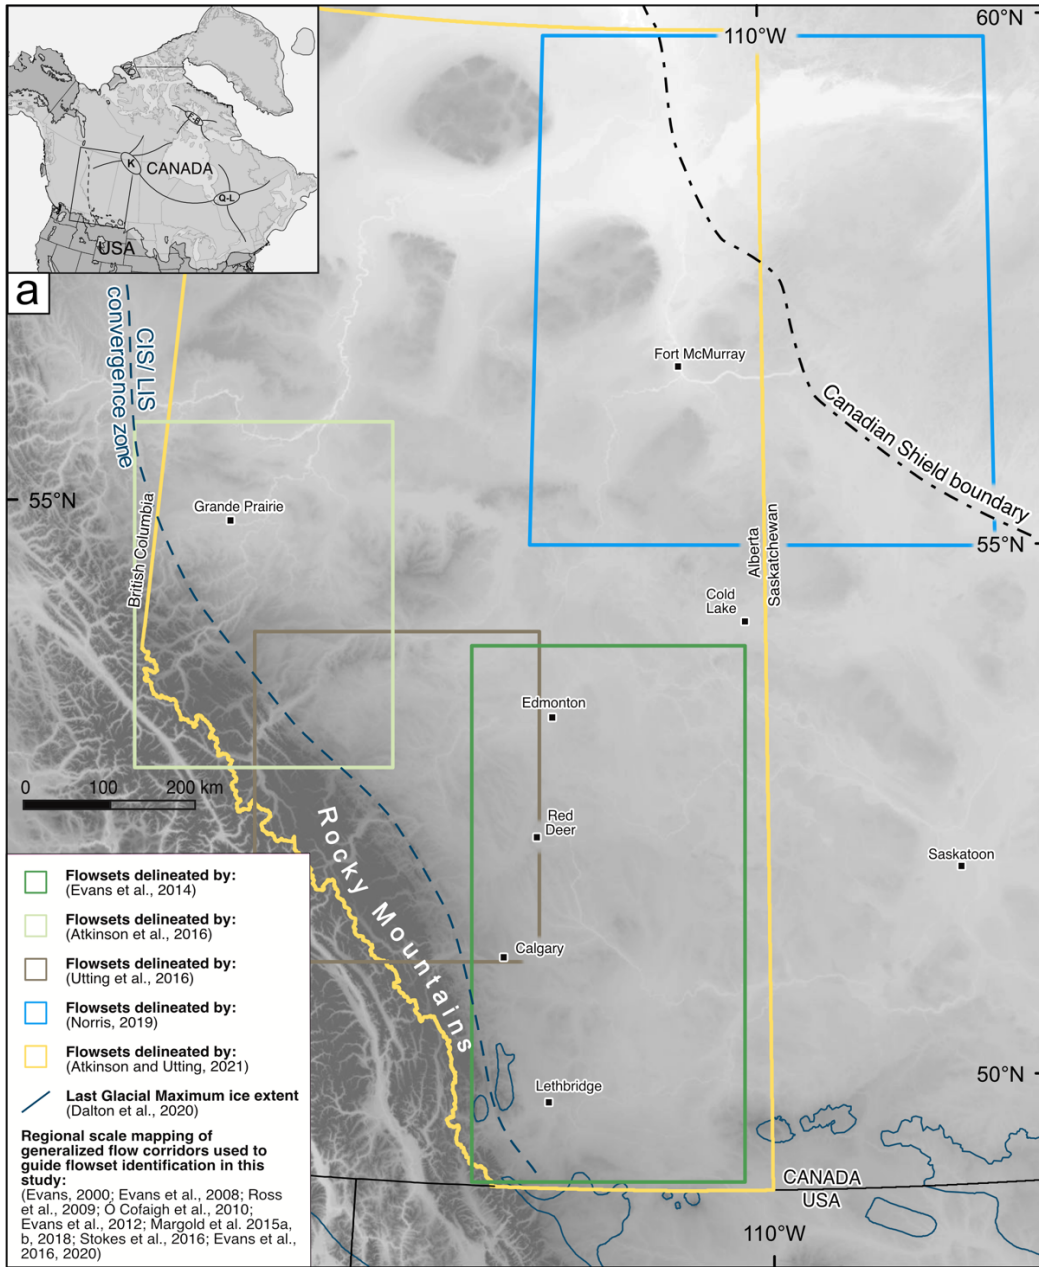 60°N
110°W
CANADA
K
F-B
Q-L
USA
a
CIS/ LIS
convergence zone
Fort McMurray
Canadian Shield boundary
55°N
Grande Prairie
British Columbia
55°N
Alberta
Saskatchewan
Cold
Lake
Edmonton
0 100 200 km
Red
Deer
Rocky Mountains
Saskatoon
Calgary
Lethbridge
50°N
CANADA
USA
110°W
Flowsets delineated by:
(Evans et al., 2014)
Flowsets delineated by:
(Atkinson et al., 2016)
Flowsets delineated by:
(Utting et al., 2016)
Flowsets delineated by:
(Norris, 2019)
Flowsets delineated by:
(Atkinson and Utting, 2021)
Last Glacial Maximum ice extent
(Dalton et al., 2020)
Regional scale mapping of
generalized flow corridors used to
guide flowset identification in this
study:
(Evans, 2000; Evans et al., 2008; Ross
et al., 2009; Ó Cofaigh et al., 2010;
Evans et al., 2012; Margold et al. 2015a,
b, 2018; Stokes et al., 2016; Evans et al.,
2016, 2020)